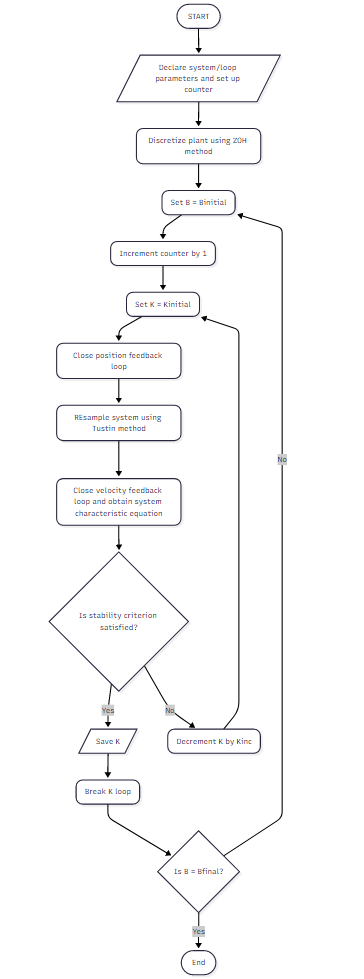 START
Declare system/loop
parameters and set up
counter
Discretize plant using ZOH
method
Set B = Binitial
Increment counter by 1
Set K = Kinitial
Close position feedback
loop
REsample system using
Tustin method
No
Close velocity feedback
loop and obtain system
characteristic equation
Is stability criterion
satisfied?
Yes
No
Save K
Decrement K by Kinc
Break K loop
Is B = Bfinal?
Yes
End